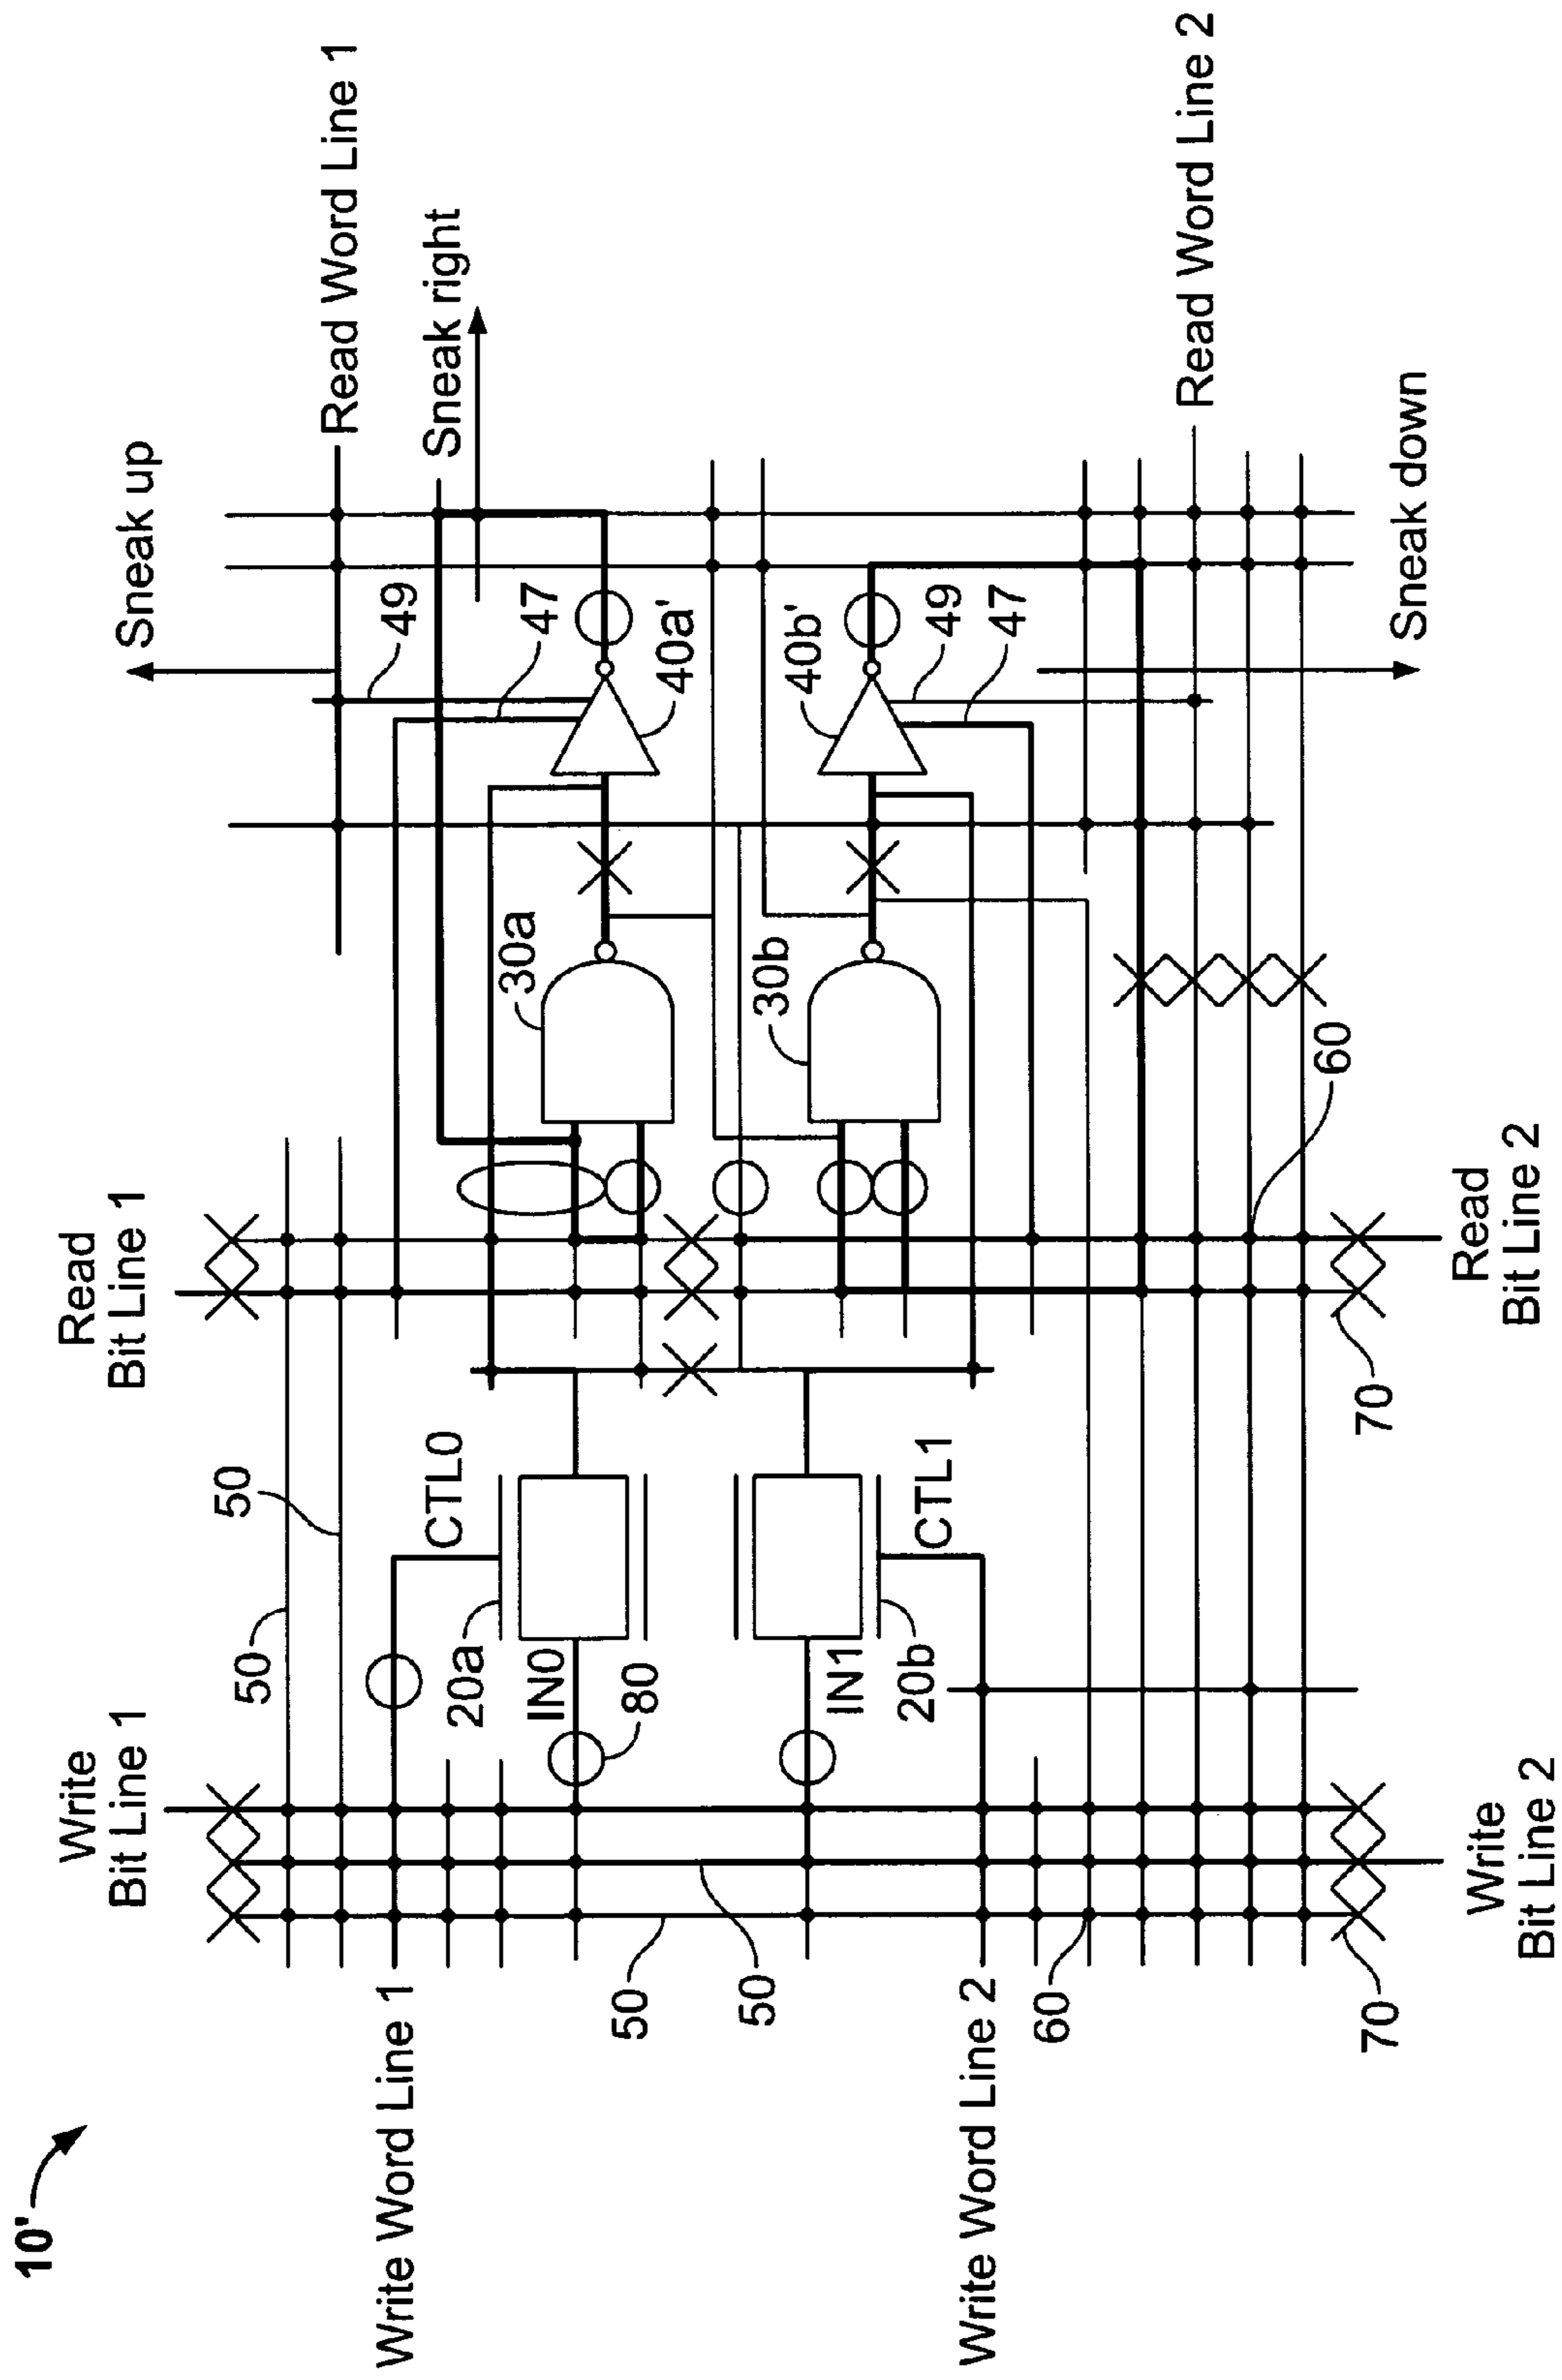 10'
Write
Bit Line 1
Read
Bit Line 1
Sneak up
Read Word Line 1
Sneak right
50
50
49
47
Write Word Line 1
CTL0
20a
IN0
80
30a
40a'
50
50
30b
40b'
IN1
20b
CTL1
49
47
Write Word Line 2
60
60
Read Word Line 2
70
70
Write
Bit Line 2
Read
Bit Line 2
Sneak down